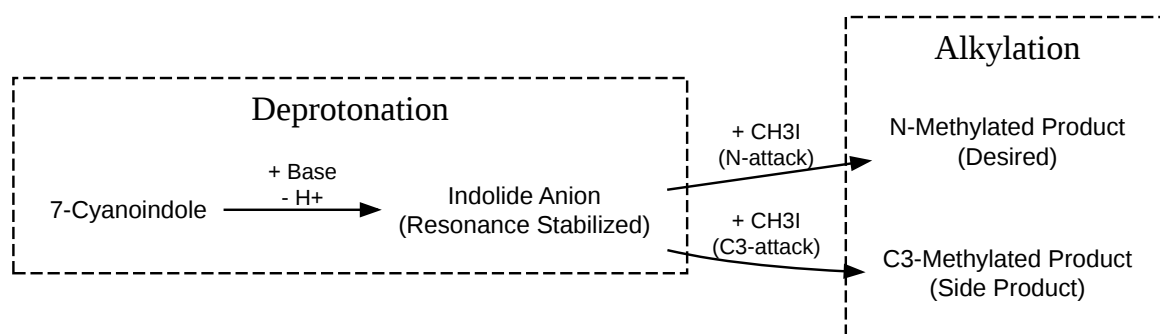 Deprotonation
7-Cyanoindole
+ Base
- H+
Indolide Anion
(Resonance Stabilized)
+ CH3I
(N-attack)
+ CH3I
(C3-attack)
Alkylation
N-Methylated Product
(Desired)
C3-Methylated Product
(Side Product)